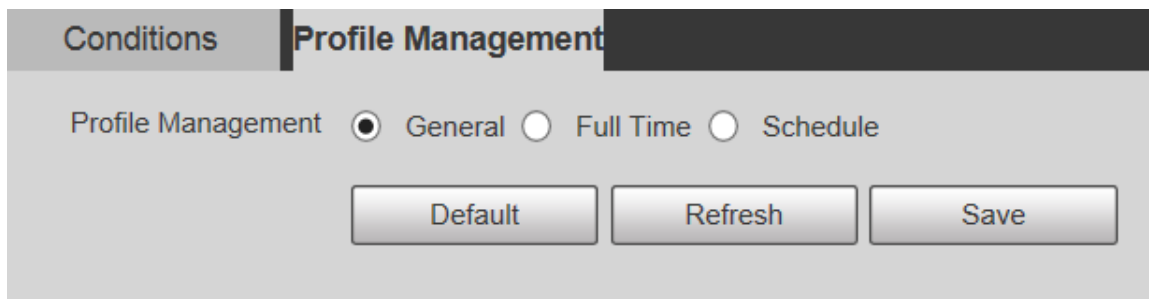 Conditions Profile Management
Profile Management General Full Time Schedule
Default Refresh Save